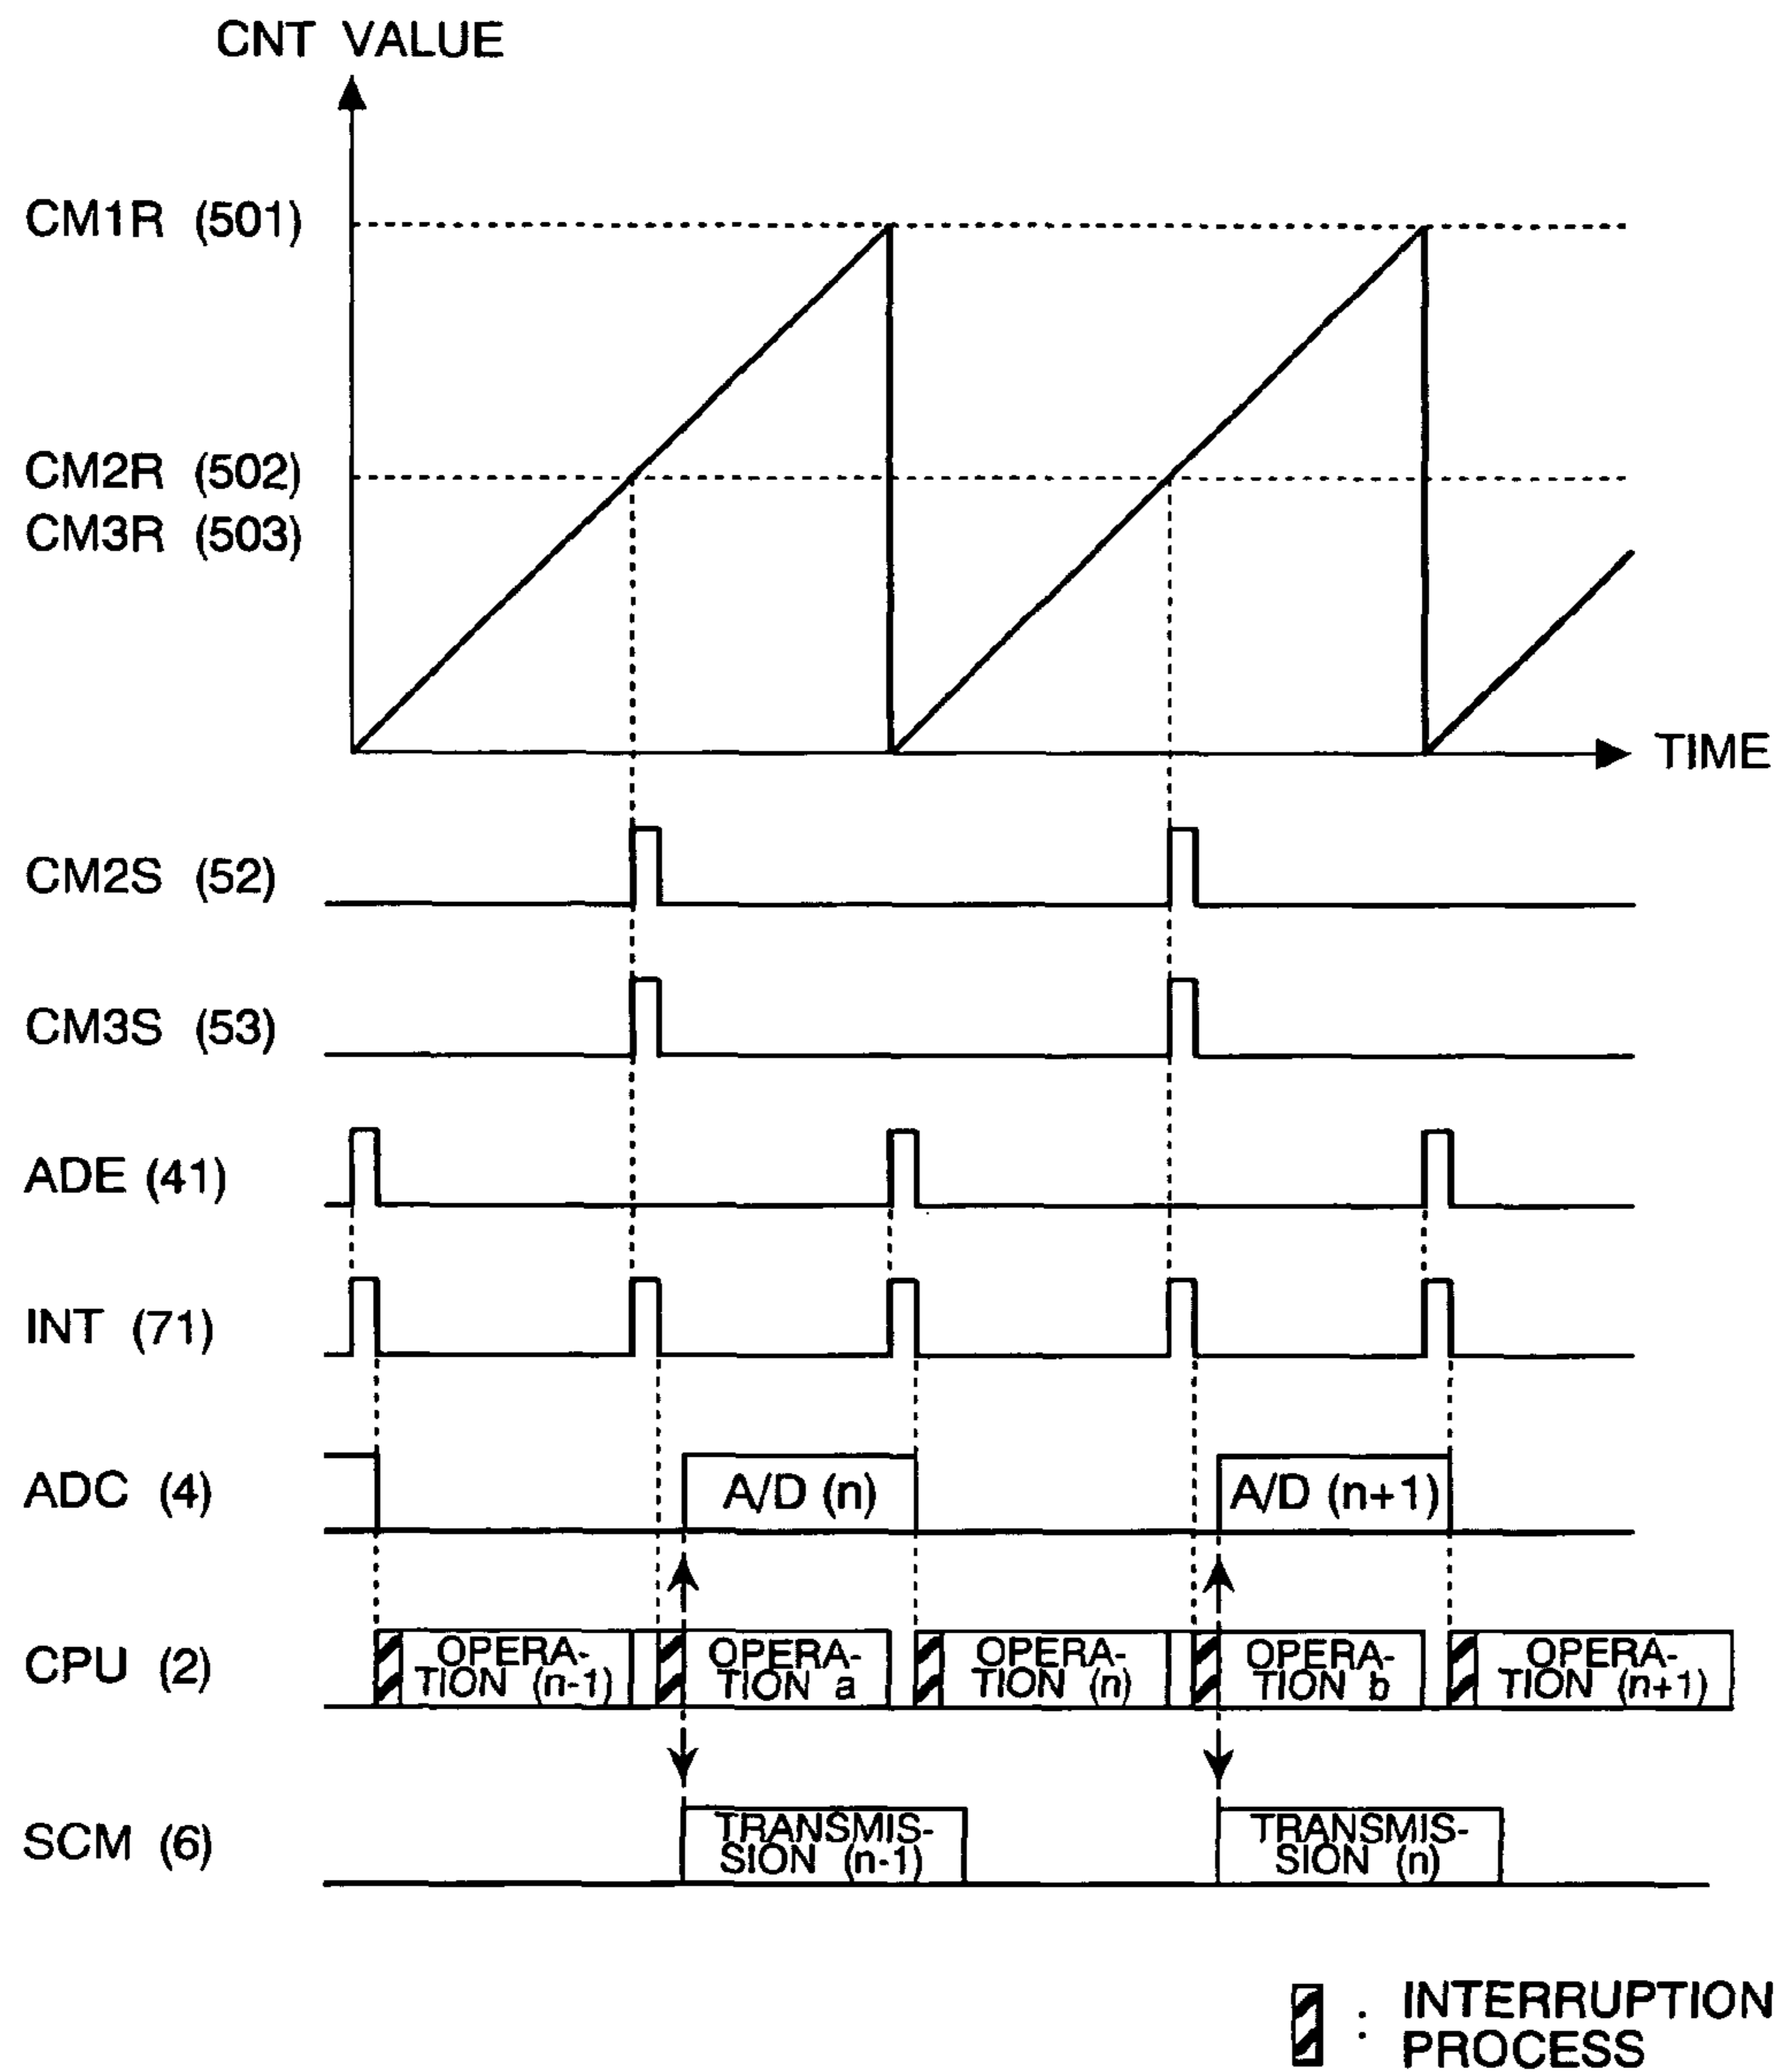 CNT VALUE
CM1R (501)
CM2R (502)
CM3R (503)
TIME
CM2S (52)
CM3S (53)
ADE (41)
INT (71)
ADC (4)
A/D (n)
A/D (n+1)
CPU (2)
OPERA-
TION (n-1)
OPERA-
TION a
OPERA-
TION (n)
OPERA-
TION b
OPERA-
TION (n+1)
SCM (6)
TRANSMIS-
SION (n-1)
TRANSMIS-
SION (n)
: INTERRUPTION
PROCESS